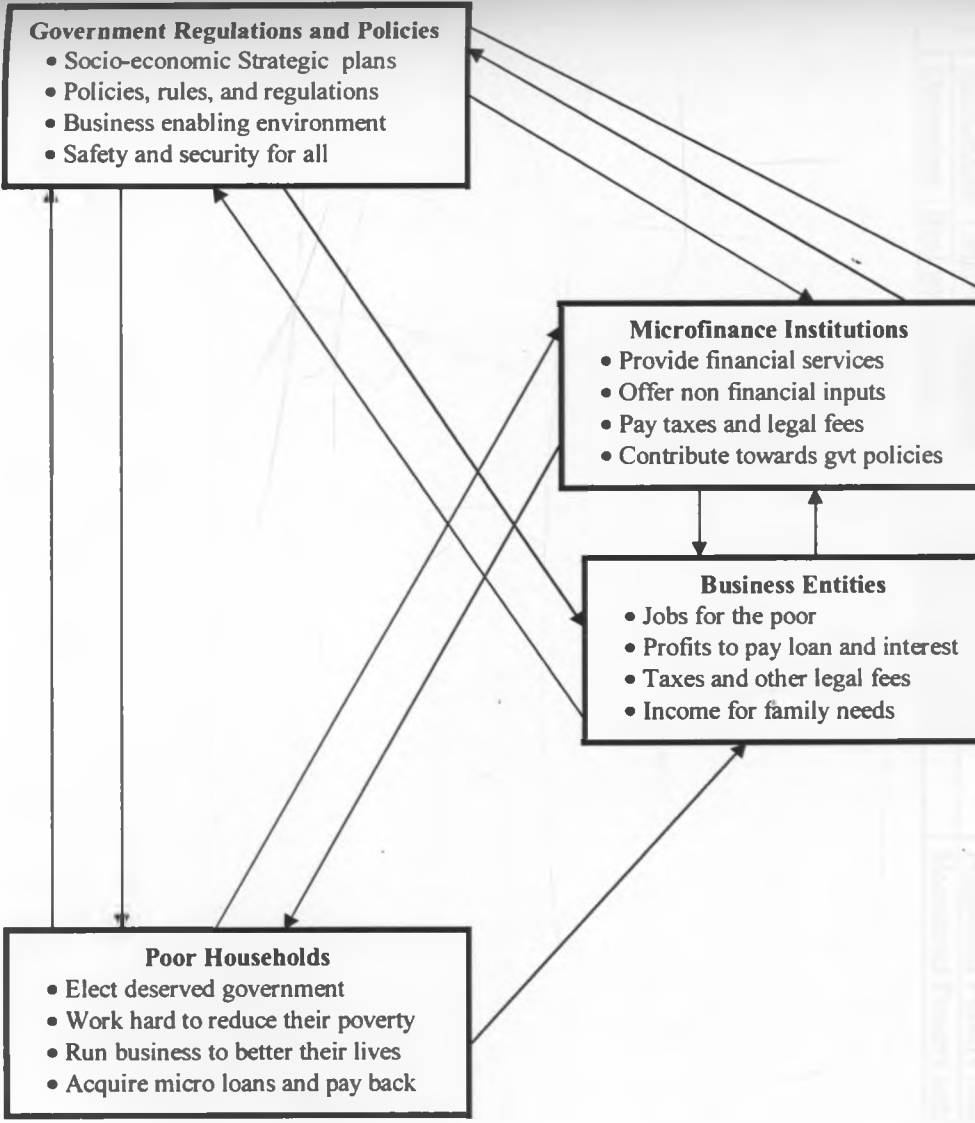 Government Regulations and Policies
• Socio-economic Strategic plans
• Policies, rules, and regulations
• Business enabling environment
• Safety and security for all
Microfinance Institutions
• Provide financial services
• Offer non financial inputs
• Pay taxes and legal fees
• Contribute towards gvt policies
Business Entities
• Jobs for the poor
• Profits to pay loan and interest
• Taxes and other legal fees
• Income for family needs
Poor Households
• Elect deserved government
• Work hard to reduce their poverty
• Run business to better their lives
• Acquire micro loans and pay back